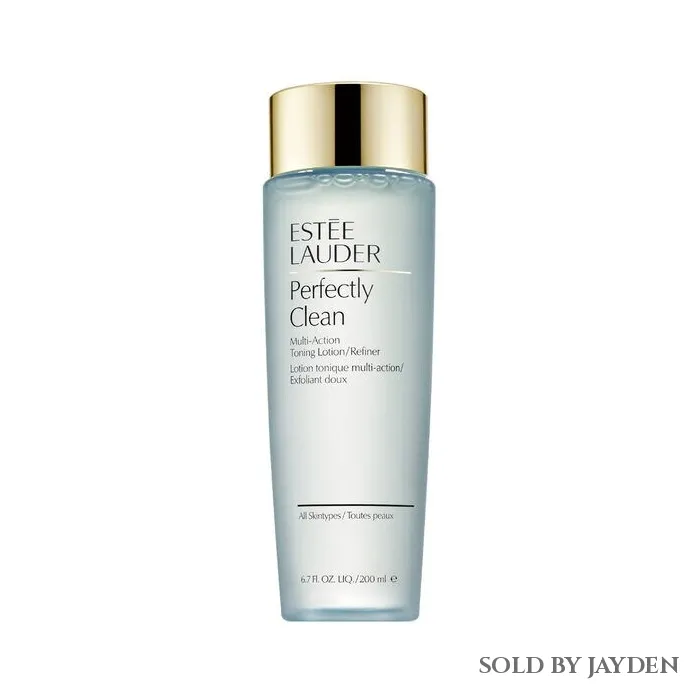 ESTĒE
LAUDER
Perfectly
Clean
Multi-Action
Toning Lotion/Refiner
Lotion tonique multi-action/
Exfoliant doux
All Skintypes/Toutes peaux
6.7 FL. OZ. LIQ./200 ml ℮
SOLD BY JAYDEN